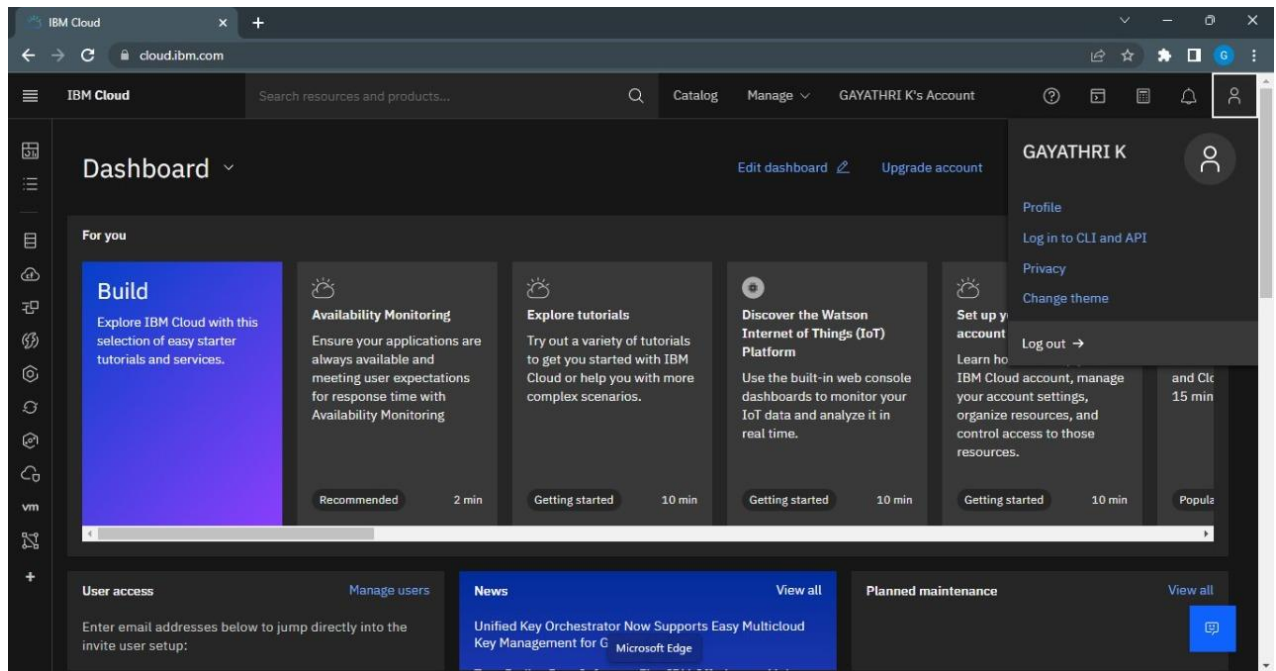 IBM Cloud
cloud.ibm.com
G
IBM Cloud
Search resources and products...
Catalog
Manage
GAYATHRI K's Account
GAYATHRI K
Profile
Log in to CLI and API
Privacy
Change theme
Log out →
Dashboard
Edit dashboard
Upgrade account
For you
Build
Explore IBM Cloud with this
selection of easy starter
tutorials and services.
Availability Monitoring
Ensure your applications are
always available and
meeting user expectations
for response time with
Availability Monitoring
Recommended
2 min
Explore tutorials
Try out a variety of tutorials
to get you started with IBM
Cloud or help you with more
complex scenarios.
Getting started
10 min
Discover the Watson
Internet of Things (IoT)
Platform
Use the built-in web console
dashboards to monitor your
IoT data and analyze it in
real time.
Getting started
10 min
Set up y
account
Learn ho
IBM Cloud account, manage
your account settings,
organize resources, and
control access to those
resources.
Getting started
10 min
and Clo
15 min
Popula
vm
User access
Manage users
Enter email addresses below to jump directly into the
invite user setup:
News
View all
Unified Key Orchestrator Now Supports Easy Multicloud
Key Management for G
Microsoft Edge
Planned maintenance
View all